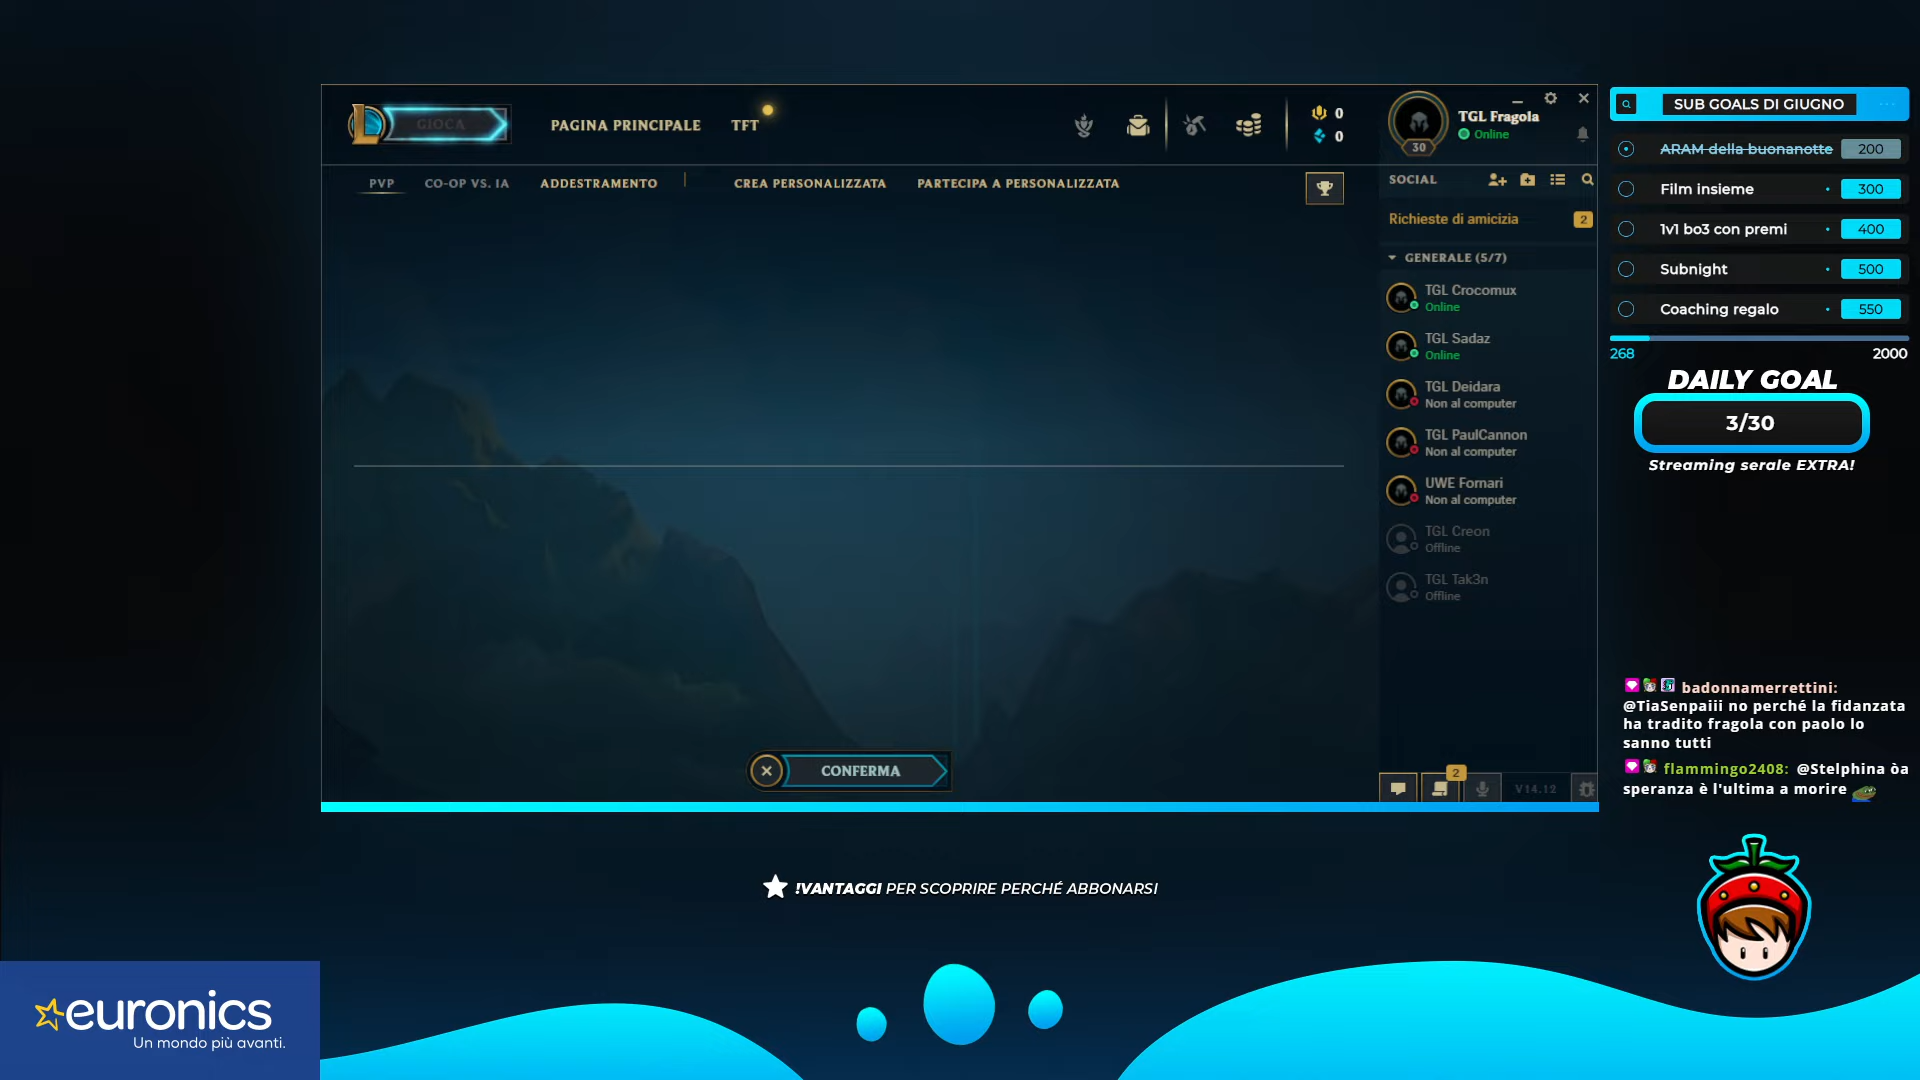 GIOCA
PAGINA PRINCIPALE
TFT
0
0
30
TGL Fragola
Online
PVP
CO-OP VS. IA
ADDESTRAMENTO
CREA PERSONALIZZATA
PARTECIPA A PERSONALIZZATA
SOCIAL
Richieste di amicizia
2
GENERALE (5/7)
TGL Crocomux
Online
TGL Sadaz
Online
TGL Deidara
Non al computer
TGL PaulCannon
Non al computer
UWE Fornari
Non al computer
TGL Creon
Offline
TGL Tak3n
Offline
CONFERMA
2
V14.12
SUB GOALS DI GIUGNO
ARAM della buonanotte 200
Film insieme 300
1v1 bo3 con premi 400
Subnight 500
Coaching regalo 550
268 2000
DAILY GOAL
3/30
Streaming serale EXTRA!
badonnamerrettini:
@TiaSenpaiii no perché la fidanzata
ha tradito fragola con paolo lo
sanno tutti
flammingo2408: @Stelphina òa
speranza è l'ultima a morire
!VANTAGGI PER SCOPRIRE PERCHÉ ABBONARSI
euronics
Un mondo più avanti.